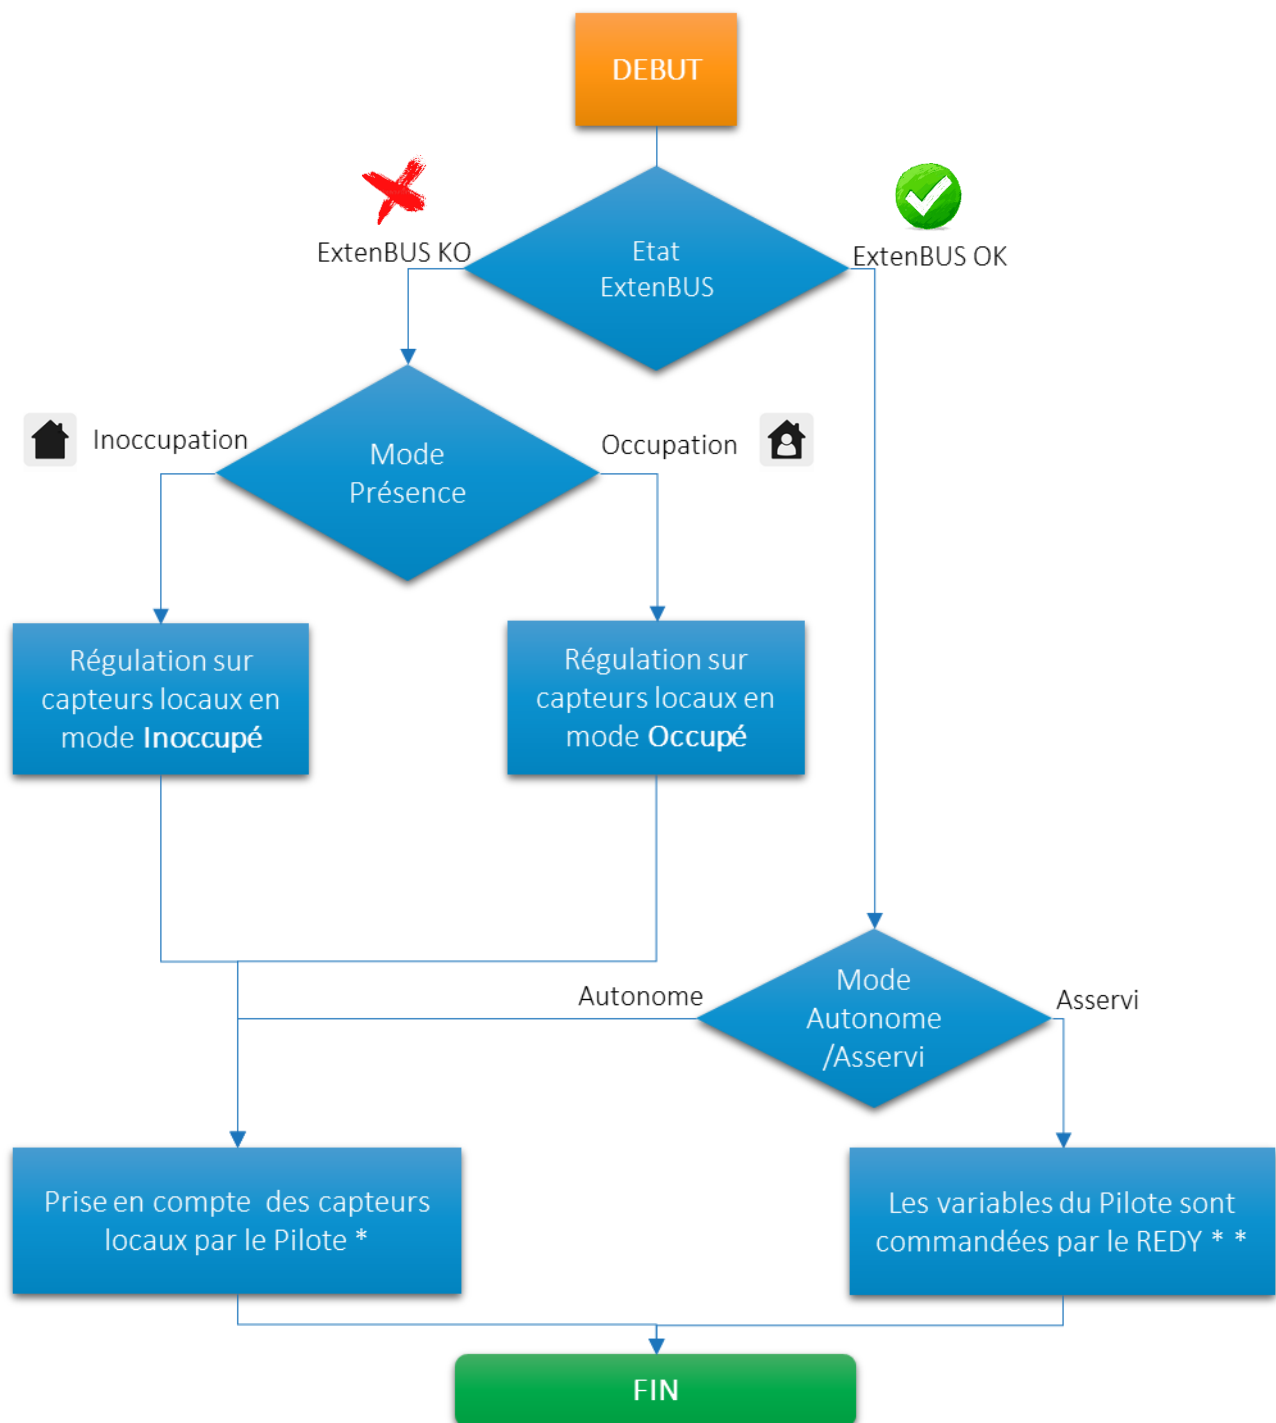 DEBUT
ExtenBUS KO
Etat
ExtenBUS
ExtenBUS OK
Inoccupation
Mode
Présence
Occupation
Régulation sur
capteurs locaux en
mode Inoccupé
Régulation sur
capteurs locaux en
mode Occupé
Autonome
Mode
Autonome
/Asservi
Asservi
Prise en compte des capteurs
locaux par le Pilote *
Les variables du Pilote sont
commandées par le REDY * *
FIN